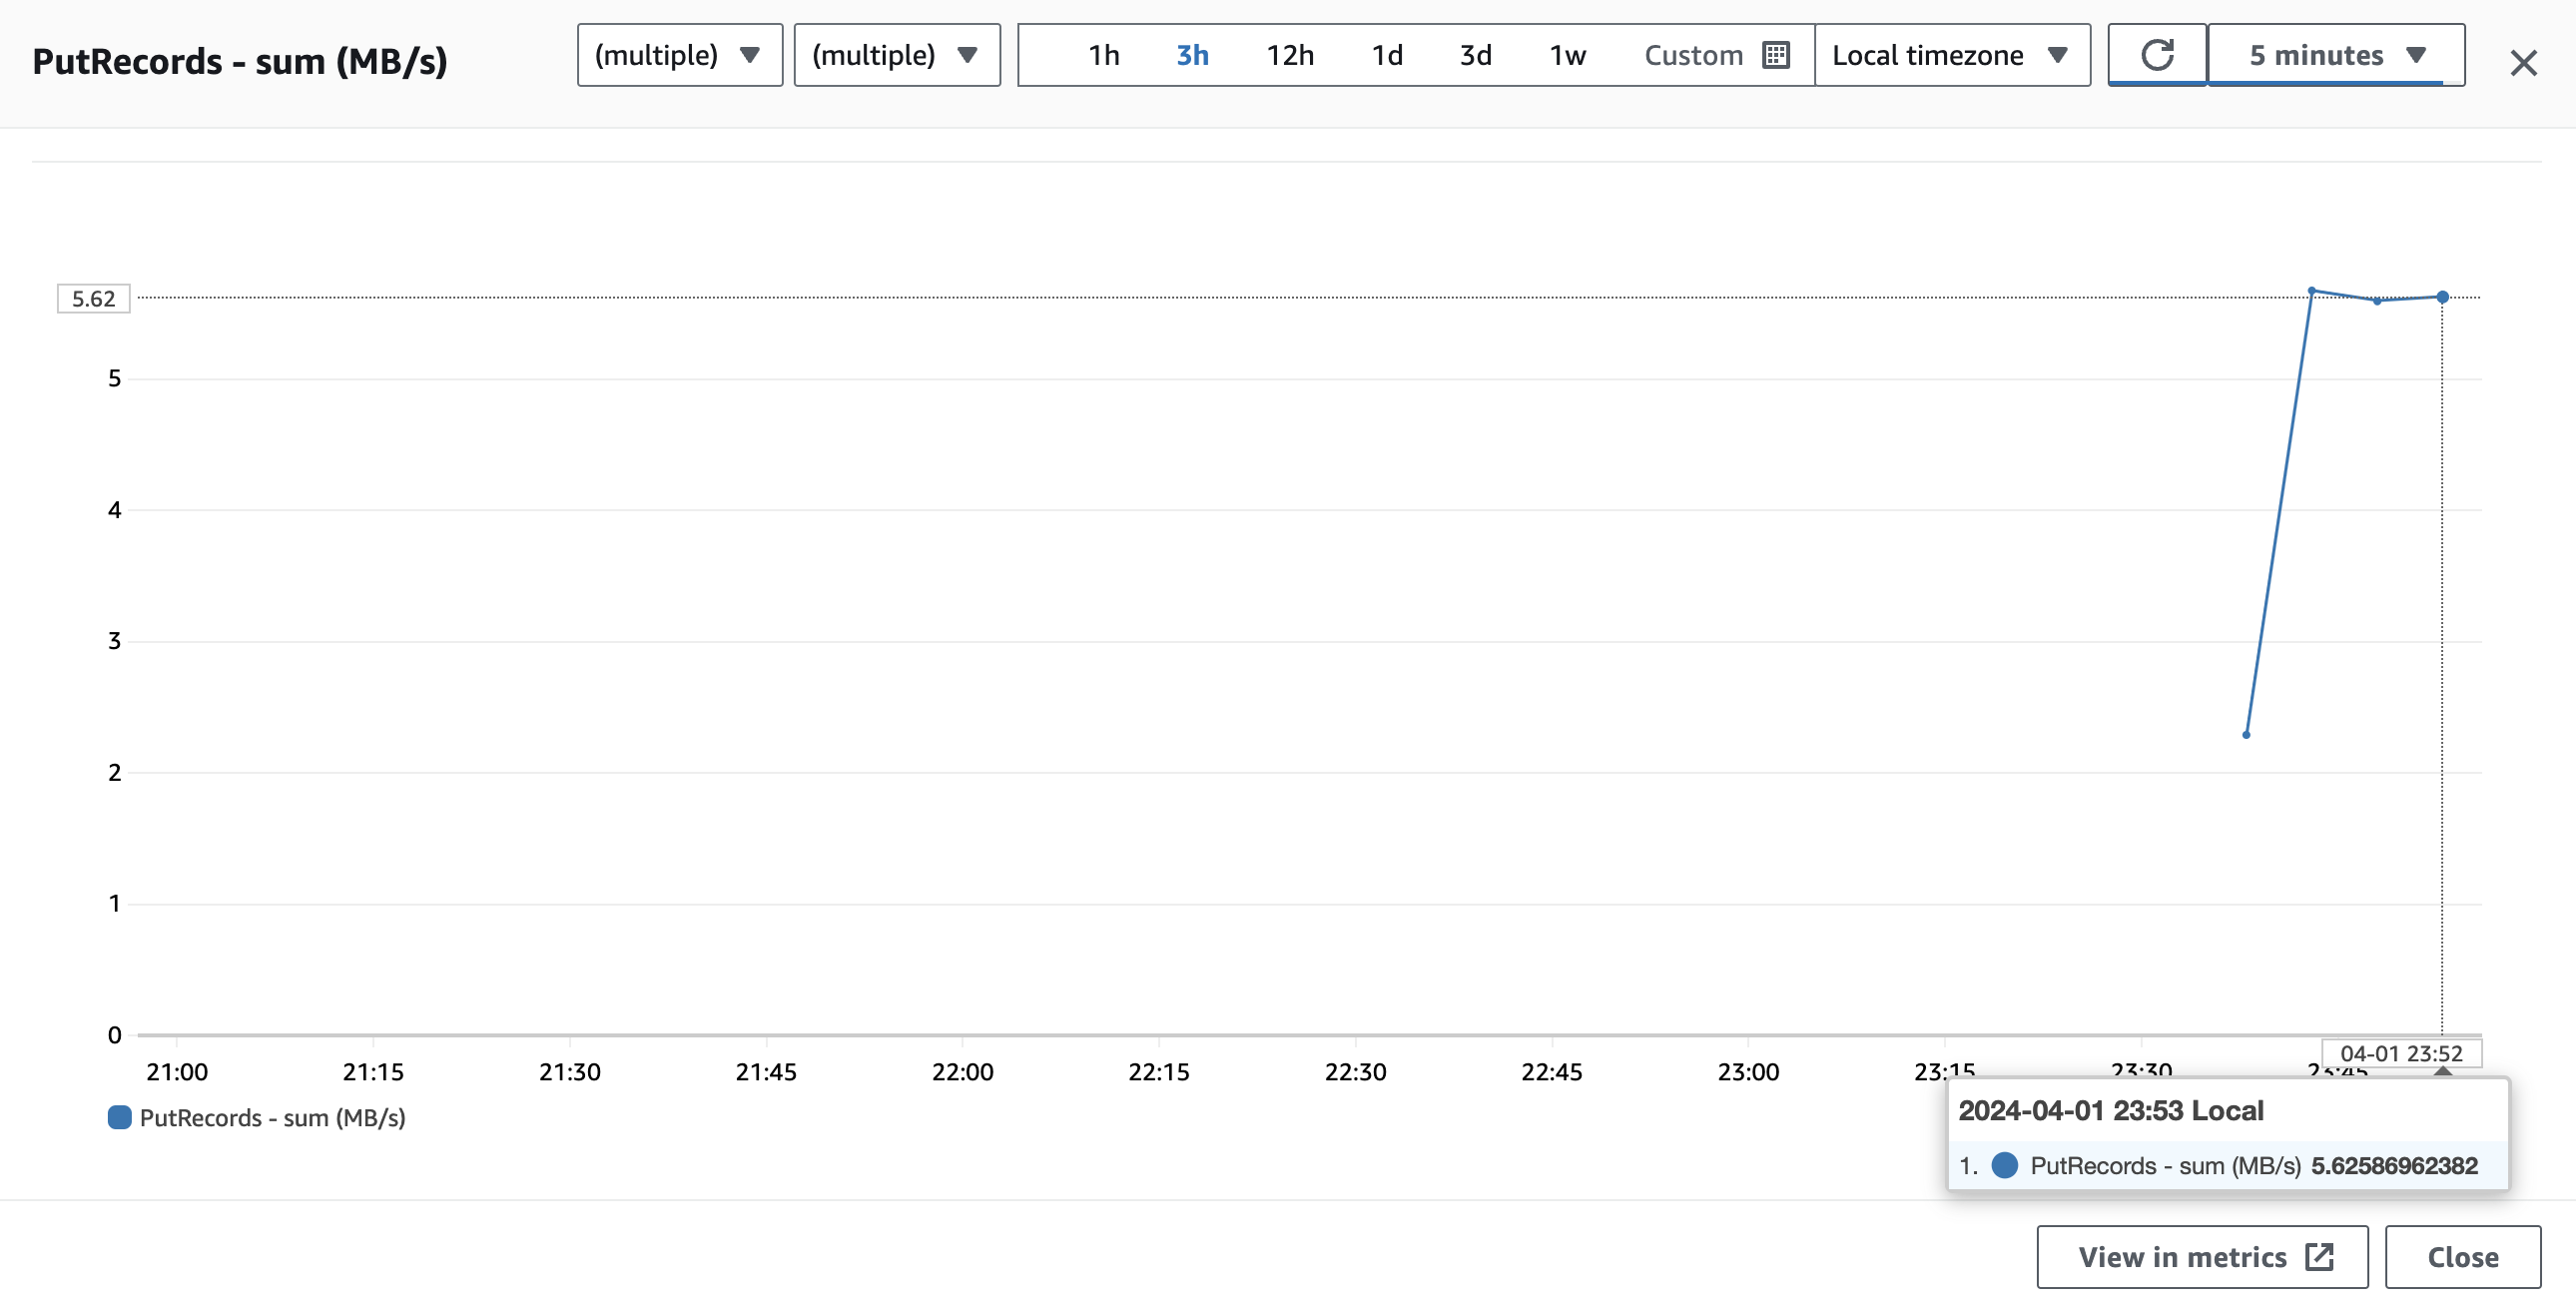 PutRecords - sum (MB/s)
(multiple)
(multiple)
1h 3h 12h 1d 3d 1w Custom
Local timezone
5 minutes
5.62
5
4
3
2
1
0
21:00 21:15 21:30 21:45 22:00 22:15 22:30 22:45 23:00 23:15 23:30 23:45
04-01 23:52
PutRecords - sum (MB/s)
2024-04-01 23:53 Local
1. PutRecords - sum (MB/s) 5.62586962382
View in metrics
Close